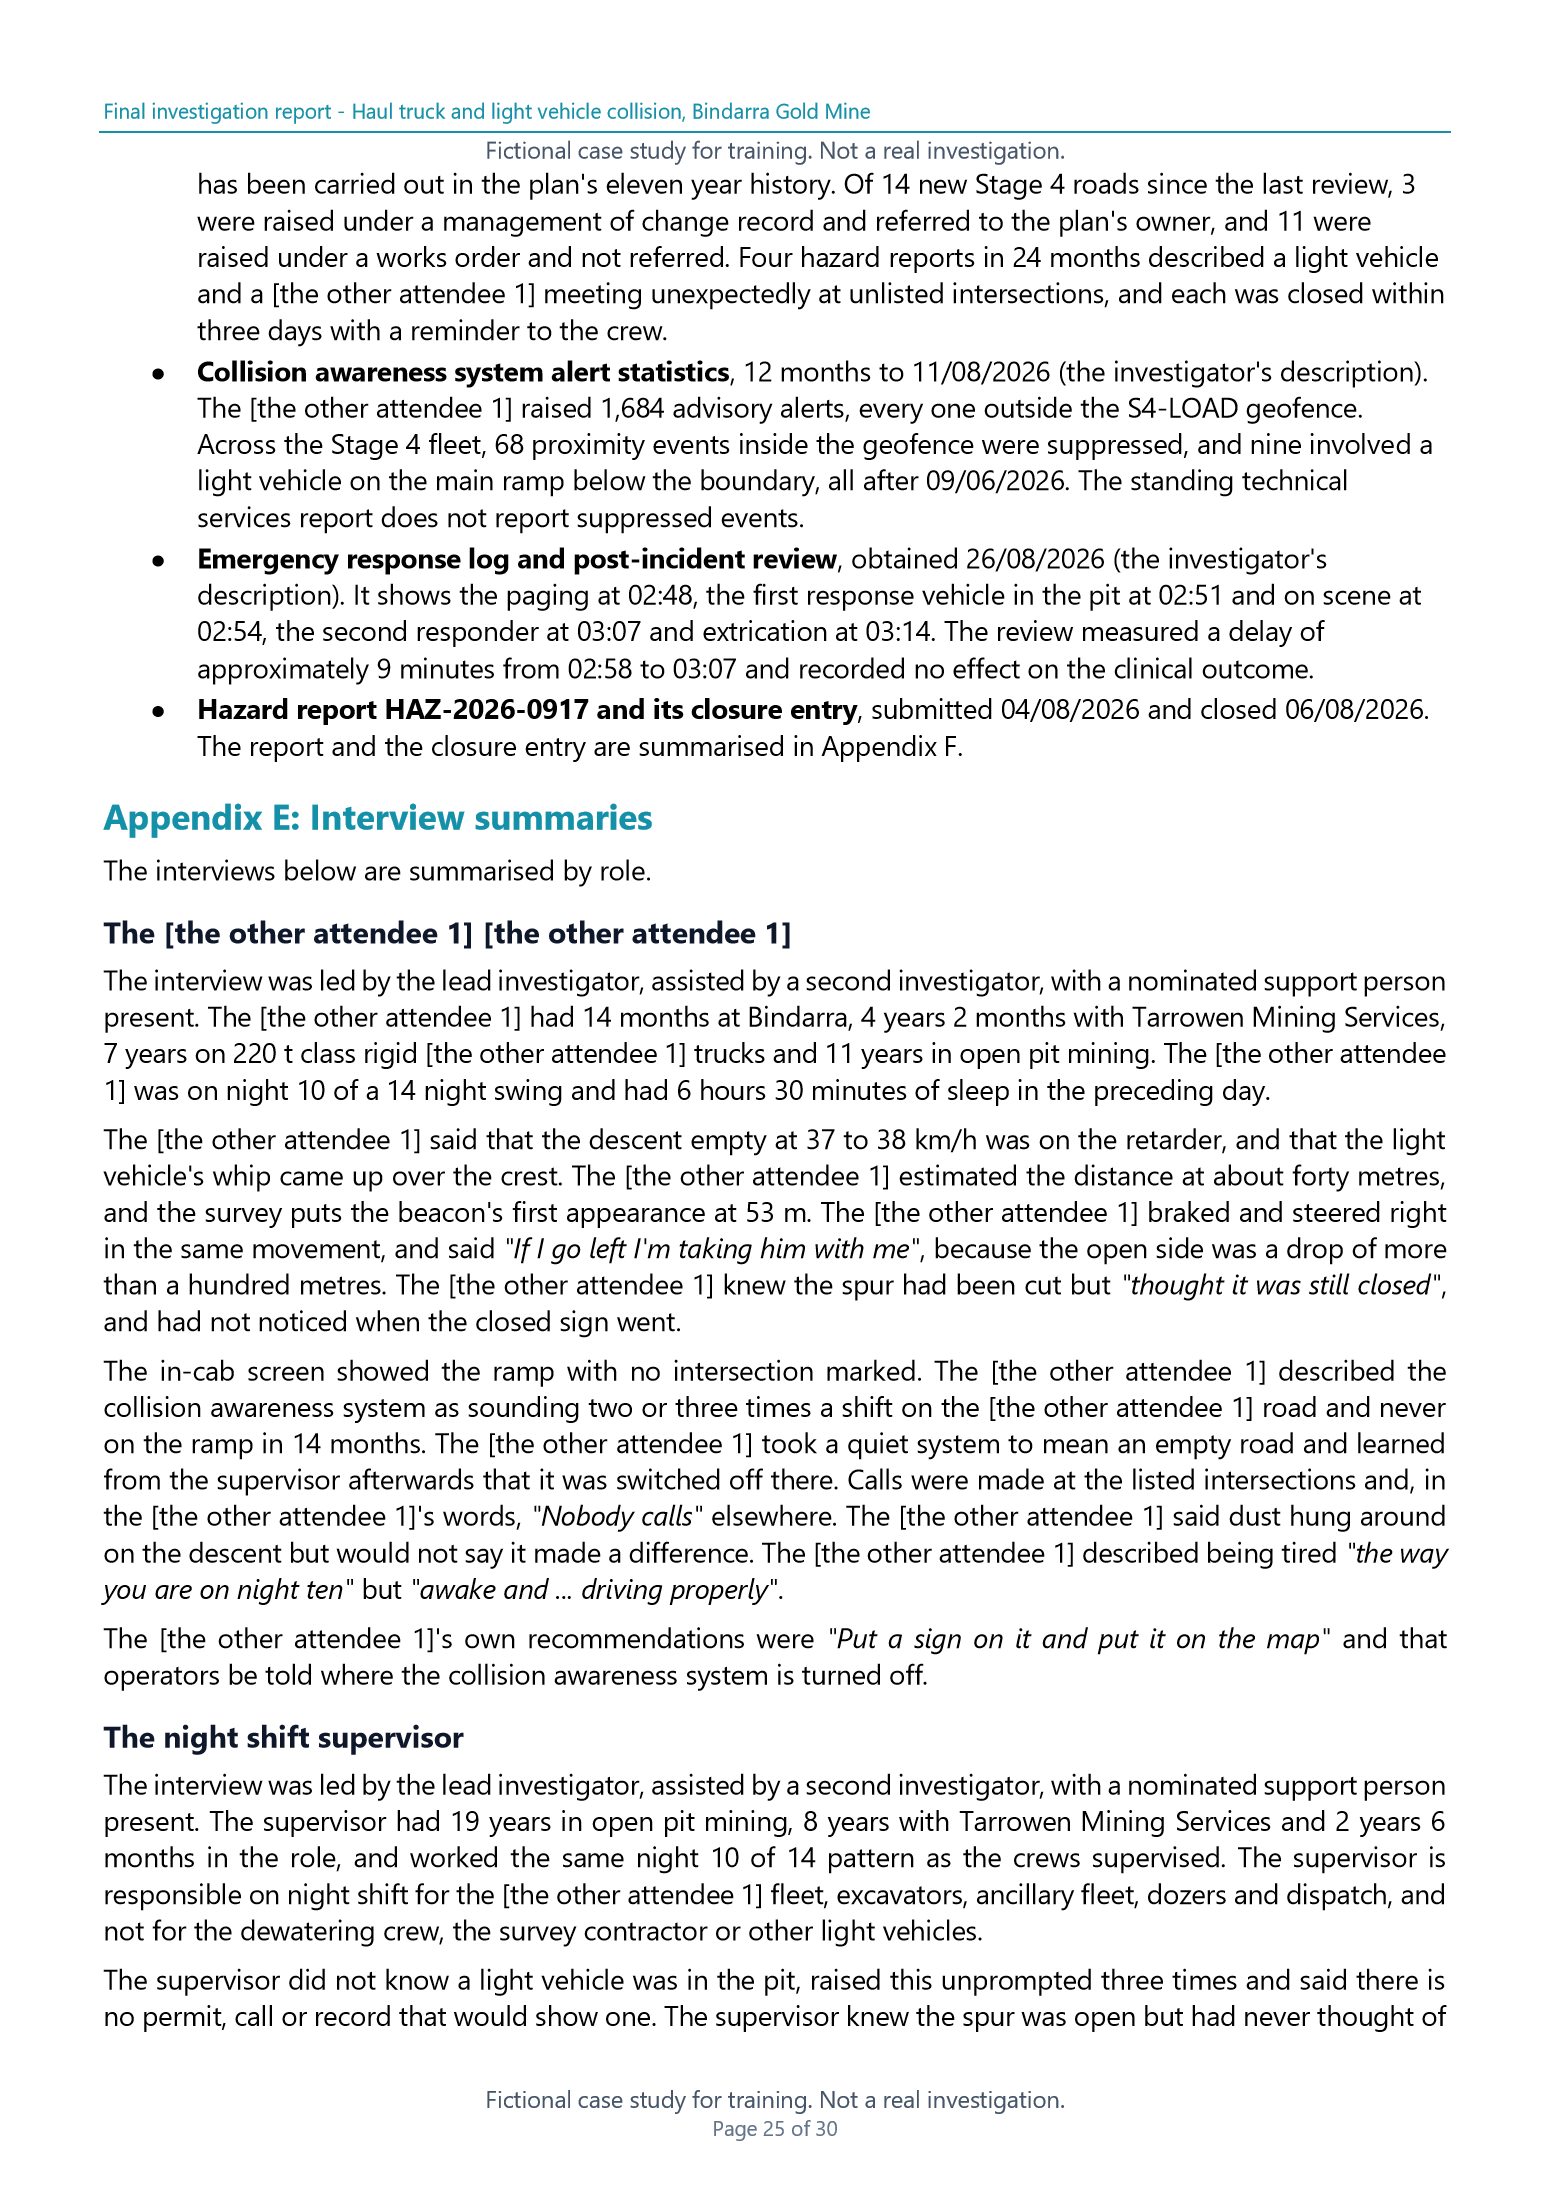 Final investigation report - Haul truck and light vehicle collision, Bindarra Gold Mine
Fictional case study for training. Not a real investigation.
has been carried out in the plan's eleven year history. Of 14 new Stage 4 roads since the last review, 3
were raised under a management of change record and referred to the plan's owner, and 11 were
raised under a works order and not referred. Four hazard reports in 24 months described a light vehicle
and a [the other attendee 1] meeting unexpectedly at unlisted intersections, and each was closed within
three days with a reminder to the crew.
● Collision awareness system alert statistics, 12 months to 11/08/2026 (the investigator's description).
The [the other attendee 1] raised 1,684 advisory alerts, every one outside the S4-LOAD geofence.
Across the Stage 4 fleet, 68 proximity events inside the geofence were suppressed, and nine involved a
light vehicle on the main ramp below the boundary, all after 09/06/2026. The standing technical
services report does not report suppressed events.
● Emergency response log and post-incident review, obtained 26/08/2026 (the investigator's
description). It shows the paging at 02:48, the first response vehicle in the pit at 02:51 and on scene at
02:54, the second responder at 03:07 and extrication at 03:14. The review measured a delay of
approximately 9 minutes from 02:58 to 03:07 and recorded no effect on the clinical outcome.
● Hazard report HAZ-2026-0917 and its closure entry, submitted 04/08/2026 and closed 06/08/2026.
The report and the closure entry are summarised in Appendix F.
Appendix E: Interview summaries
The interviews below are summarised by role.
The [the other attendee 1] [the other attendee 1]
The interview was led by the lead investigator, assisted by a second investigator, with a nominated support person
present. The [the other attendee 1] had 14 months at Bindarra, 4 years 2 months with Tarrowen Mining Services,
7 years on 220 t class rigid [the other attendee 1] trucks and 11 years in open pit mining. The [the other attendee
1] was on night 10 of a 14 night swing and had 6 hours 30 minutes of sleep in the preceding day.
The [the other attendee 1] said that the descent empty at 37 to 38 km/h was on the retarder, and that the light
vehicle's whip came up over the crest. The [the other attendee 1] estimated the distance at about forty metres,
and the survey puts the beacon's first appearance at 53 m. The [the other attendee 1] braked and steered right
in the same movement, and said "If I go left I'm taking him with me", because the open side was a drop of more
than a hundred metres. The [the other attendee 1] knew the spur had been cut but "thought it was still closed",
and had not noticed when the closed sign went.
The in-cab screen showed the ramp with no intersection marked. The [the other attendee 1] described the
collision awareness system as sounding two or three times a shift on the [the other attendee 1] road and never
on the ramp in 14 months. The [the other attendee 1] took a quiet system to mean an empty road and learned
from the supervisor afterwards that it was switched off there. Calls were made at the listed intersections and, in
the [the other attendee 1]'s words, "Nobody calls" elsewhere. The [the other attendee 1] said dust hung around
on the descent but would not say it made a difference. The [the other attendee 1] described being tired "the way
you are on night ten" but "awake and ... driving properly".
The [the other attendee 1]'s own recommendations were "Put a sign on it and put it on the map" and that
operators be told where the collision awareness system is turned off.
The night shift supervisor
The interview was led by the lead investigator, assisted by a second investigator, with a nominated support person
present. The supervisor had 19 years in open pit mining, 8 years with Tarrowen Mining Services and 2 years 6
months in the role, and worked the same night 10 of 14 pattern as the crews supervised. The supervisor is
responsible on night shift for the [the other attendee 1] fleet, excavators, ancillary fleet, dozers and dispatch, and
not for the dewatering crew, the survey contractor or other light vehicles.
The supervisor did not know a light vehicle was in the pit, raised this unprompted three times and said there is
no permit, call or record that would show one. The supervisor knew the spur was open but had never thought of
Fictional case study for training. Not a real investigation.
Page 25 of 30